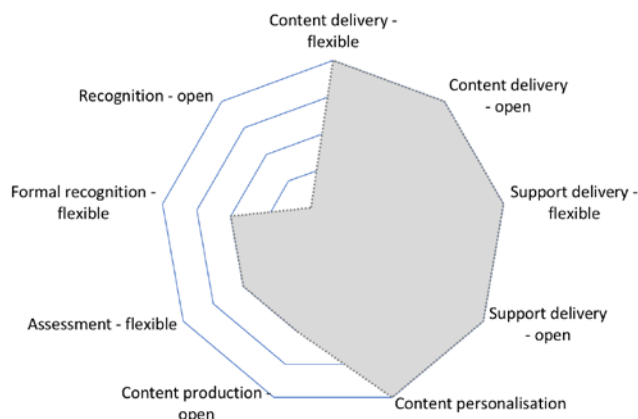 Content delivery -
flexible
Content delivery
- open
Support delivery -
flexible
Support delivery
- open
Content personalisation
Content production -
open
Assessment - flexible
Formal recognition -
flexible
Recognition - open